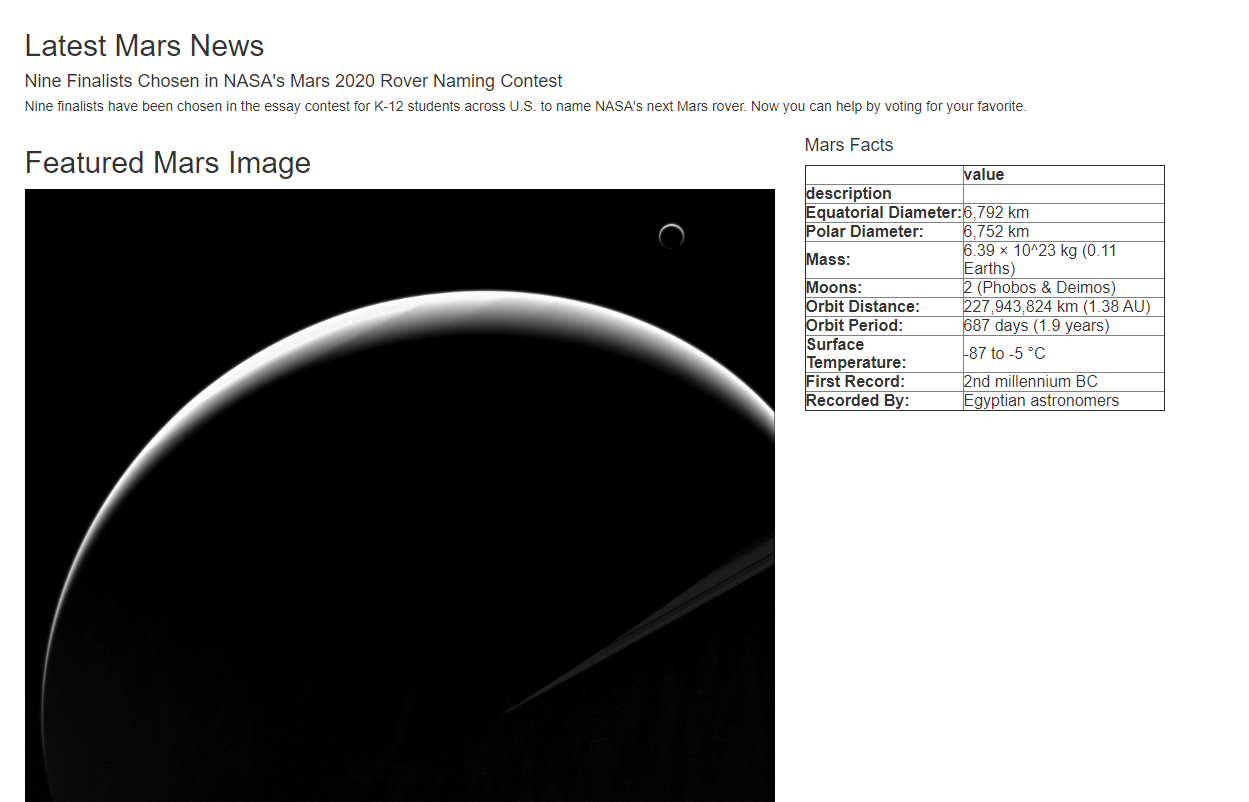 Latest Mars News
Nine Finalists Chosen in NASA's Mars 2020 Rover Naming Contest
Nine finalists have been chosen in the essay contest for K-12 students across U.S. to name NASA's next Mars rover. Now you can help by voting for your favorite.
Featured Mars Image
Mars Facts
value
description
Equatorial Diameter: 6,792 km
Polar Diameter: 6,752 km
Mass: 6.39 × 10^23 kg (0.11
Earths)
Moons: 2 (Phobos & Deimos)
Orbit Distance: 227,943,824 km (1.38 AU)
Orbit Period: 687 days (1.9 years)
Surface
Temperature: -87 to -5 °C
First Record: 2nd millennium BC
Recorded By: Egyptian astronomers